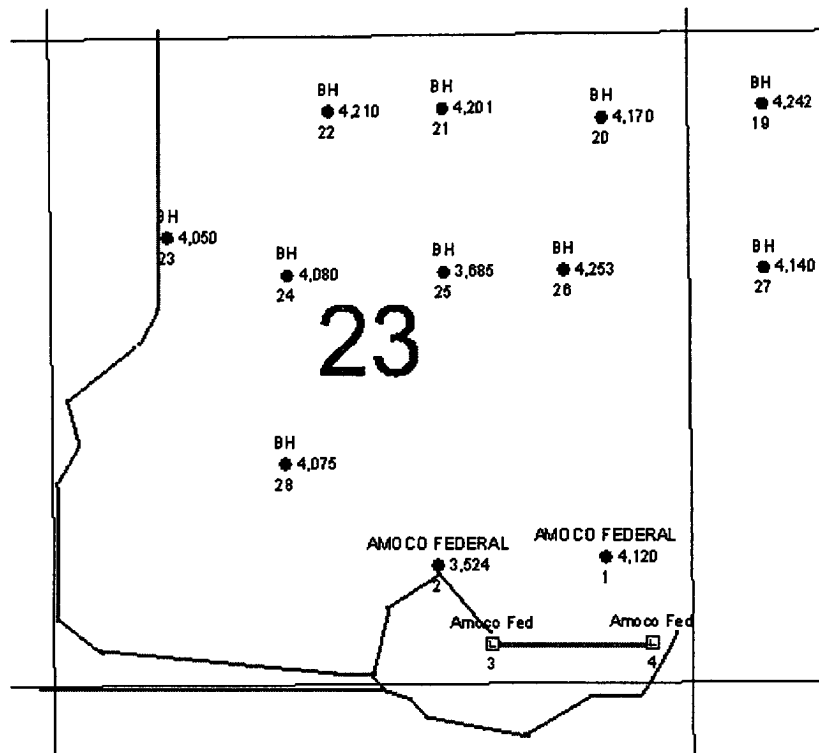 BH
4,210
22
BH
4,201
21
BH
4,170
20
BH
4,242
19
BH
4,050
23
BH
4,080
24
BH
3,685
25
BH
4,253
26
BH
4,140
27
23
BH
4,075
28
AMOCO FEDERAL
3,524
2
AMOCO FEDERAL
4,120
1
Amoco Fed
L
3
Amoco Fed
L
4